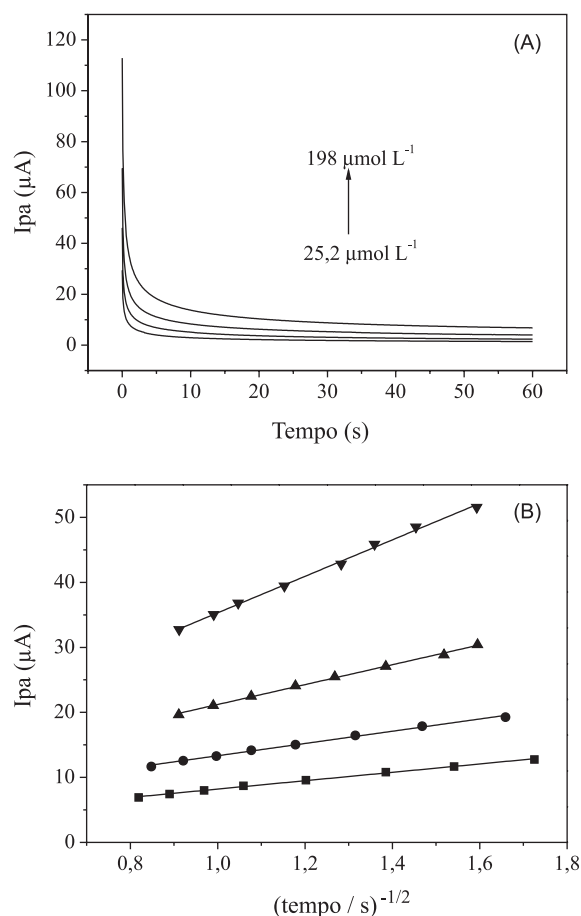 120
(A)
100
198 μmol L⁻¹
80
60
40
25,2 μmol L⁻¹
20
0
Ipa (μA)
0 10 20 30 40 50 60
Tempo (s)
50
(B)
40
30
20
10
0
Ipa (μA)
0,8 1,0 1,2 1,4 1,6 1,8
(tempo / s)⁻¹/²